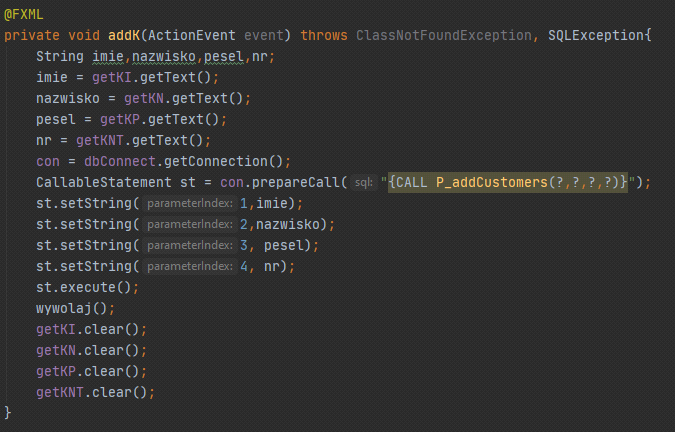 @FXML
private void addK(ActionEvent event) throws ClassNotFoundException, SQLException{
String imie,nazwisko,pesel,nr;
imie = getKI.getText();
nazwisko = getKN.getText();
pesel = getKP.getText();
nr = getKNT.getText();
con = dbConnect.getConnection();
CallableStatement st = con.prepareCall( sql: "{CALL P_addCustomers(?,?,?,?)}");
st.setString( parameterIndex: 1,imie);
st.setString( parameterIndex: 2,nazwisko);
st.setString( parameterIndex: 3, pesel);
st.setString( parameterIndex: 4, nr);
st.execute();
wywolaj();
getKI.clear();
getKN.clear();
getKP.clear();
getKNT.clear();
}